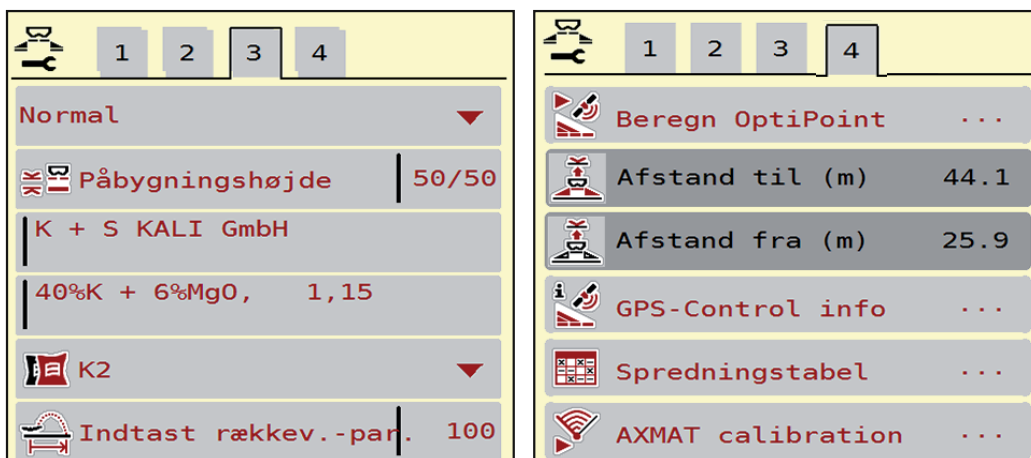 1 2 3 4
Normal
Påbygningshøjde 50/50
K + S KALI GmbH
40%K + 6%MgO, 1,15
K2
Indtast rækkev.-par. 100
1 2 3 4
Beregn OptiPoint ...
Afstand til (m) 44.1
Afstand fra (m) 25.9
GPS-Control info ...
Spredningstabel ...
AXMAT calibration ...